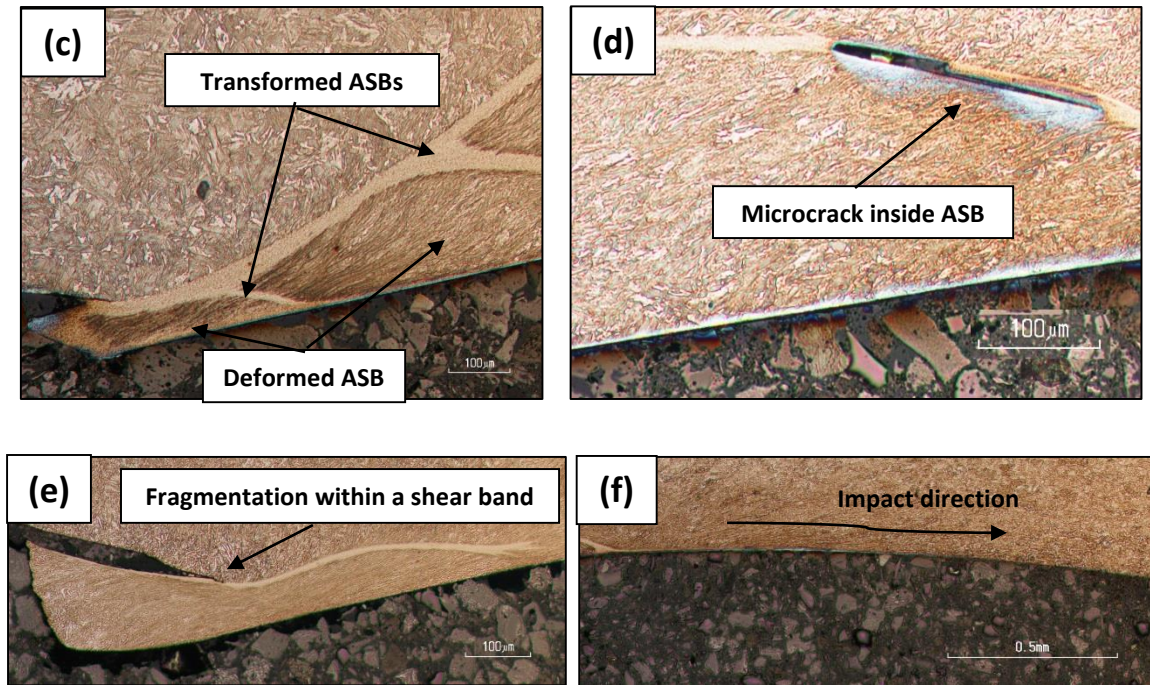 (c)
Transformed ASBs
Deformed ASB
100μm
(d)
Microcrack inside ASB
100μm
(e)
Fragmentation within a shear band
100μm
(f)
Impact direction
0.5mm